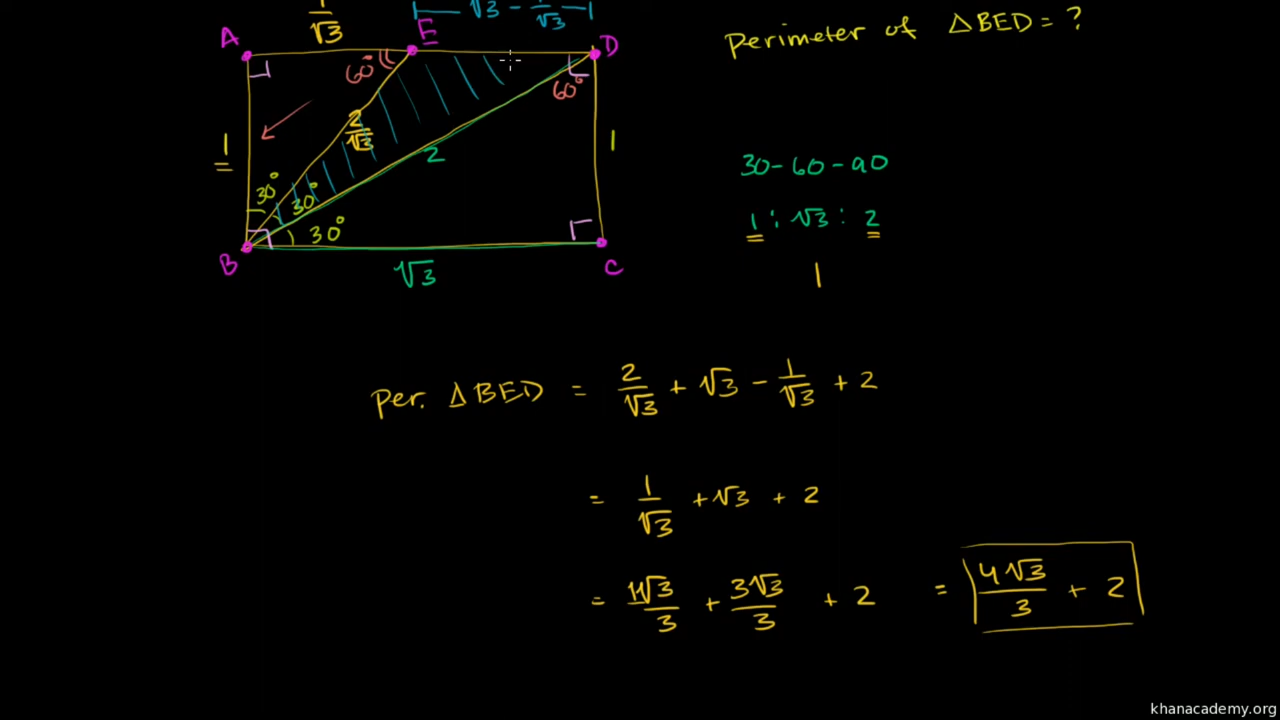 1/√3
√3 - 1/√3
A
E
D
Perimeter of △BED = ?
60°
60°
1
2/√3
2
1
30 - 60 - 90
30°
30°
30°
1 : √3 : 2
B
√3
C
1
Per. △BED = 2/√3 + √3 - 1/√3 + 2
= 1/√3 + √3 + 2
= 1√3/3 + 3√3/3 + 2 = 4√3/3 + 2
khanacademy.org